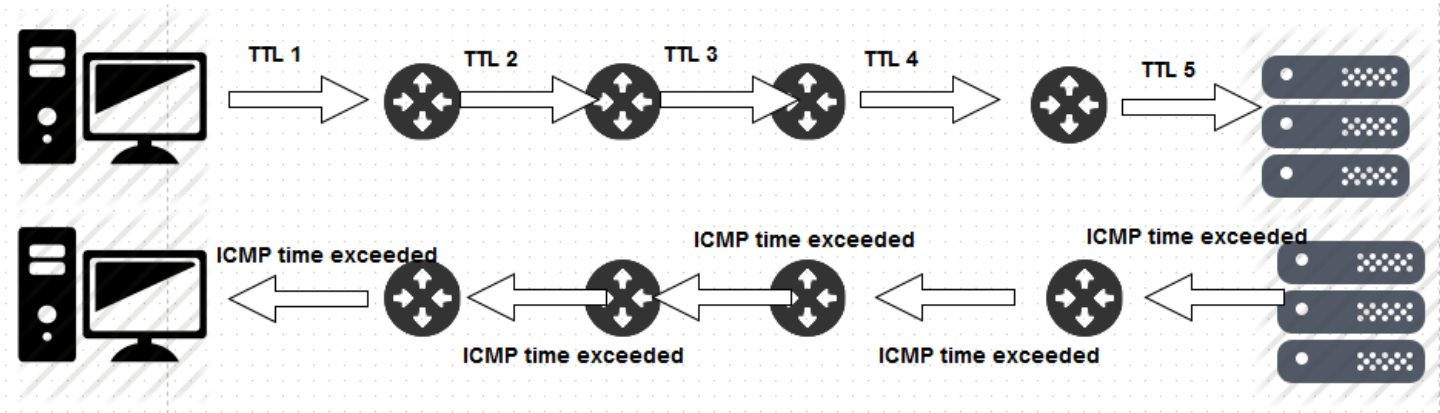 TTL 1
TTL 2
TTL 3
TTL 4
TTL 5
ICMP time exceeded
ICMP time exceeded
ICMP time exceeded
ICMP time exceeded
ICMP time exceeded